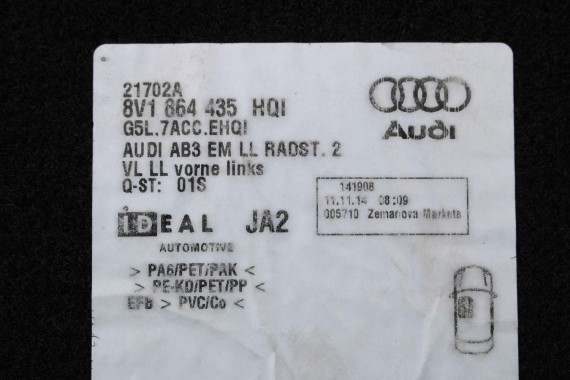 21702A
8V1 864 435 HQI
G5L.7ACC.EHQI
AUDI AB3 EM LL RADST. 2
VL LL vorne links
Q-ST: 01S
Audi
141908
11.11.14 08:09
005710 Zemanova Marketa
IDEAL JA2
AUTOMOTIVE
> PA6/PET/PAK <
> PE-KD/PET/PP <
EFB > PVC/Co <